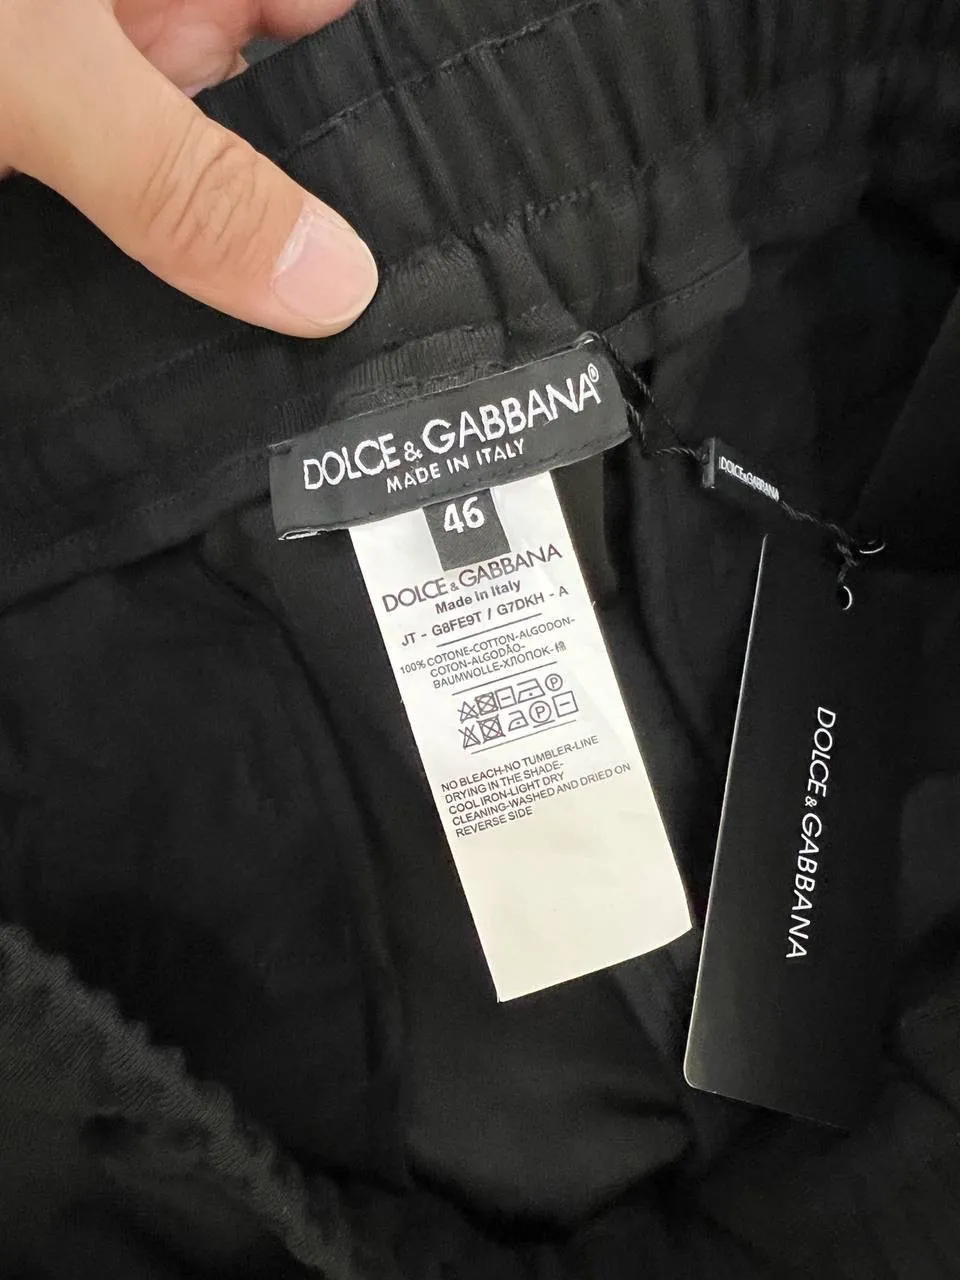 DOLCE & GABBANA®
MADE IN ITALY
46
DOLCE & GABBANA
Made in Italy
JT - G8FE9T / G7DKH - A
100% COTONE-COTTON-ALGODON-
COTON-ALGODÃO-
BAUMWOLLE-ХЛОПОК-棉
P
P
NO BLEACH-NO TUMBLER-LINE
DRYING IN THE SHADE-
COOL IRON-LIGHT DRY
CLEANING-WASHED AND DRIED ON
REVERSE SIDE
DOLCE&GABBANA
DOLCE & GABBANA